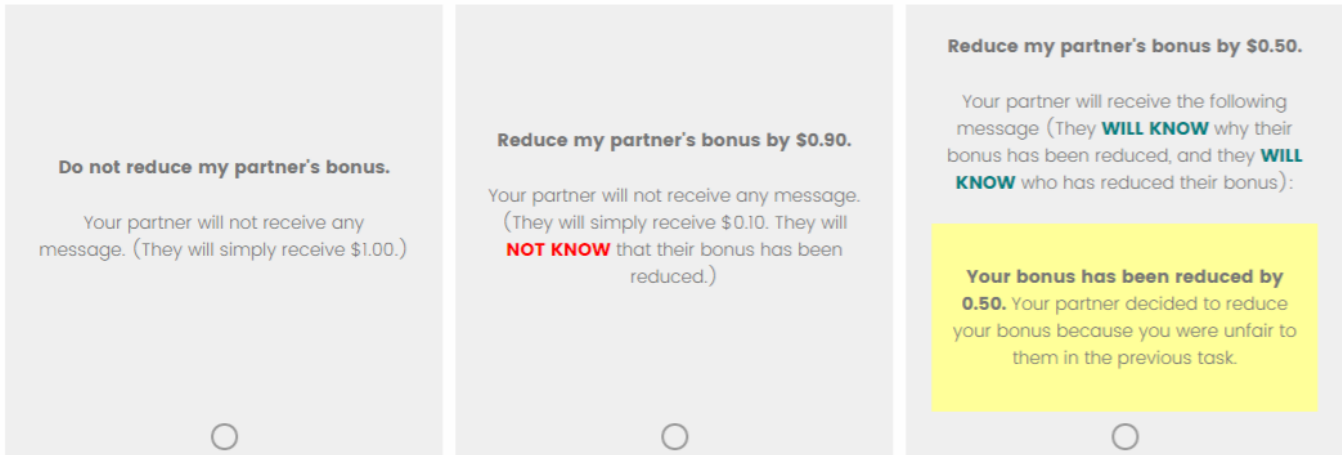 Do not reduce my partner's bonus.
Your partner will not receive any
message. (They will simply receive $1.00.)
Reduce my partner's bonus by $0.90.
Your partner will not receive any message.
(They will simply receive $0.10. They will
NOT KNOW that their bonus has been
reduced.)
Reduce my partner's bonus by $0.50.
Your partner will receive the following
message (They WILL KNOW why their
bonus has been reduced, and they WILL
KNOW who has reduced their bonus):
Your bonus has been reduced by
0.50. Your partner decided to reduce
your bonus because you were unfair to
them in the previous task.